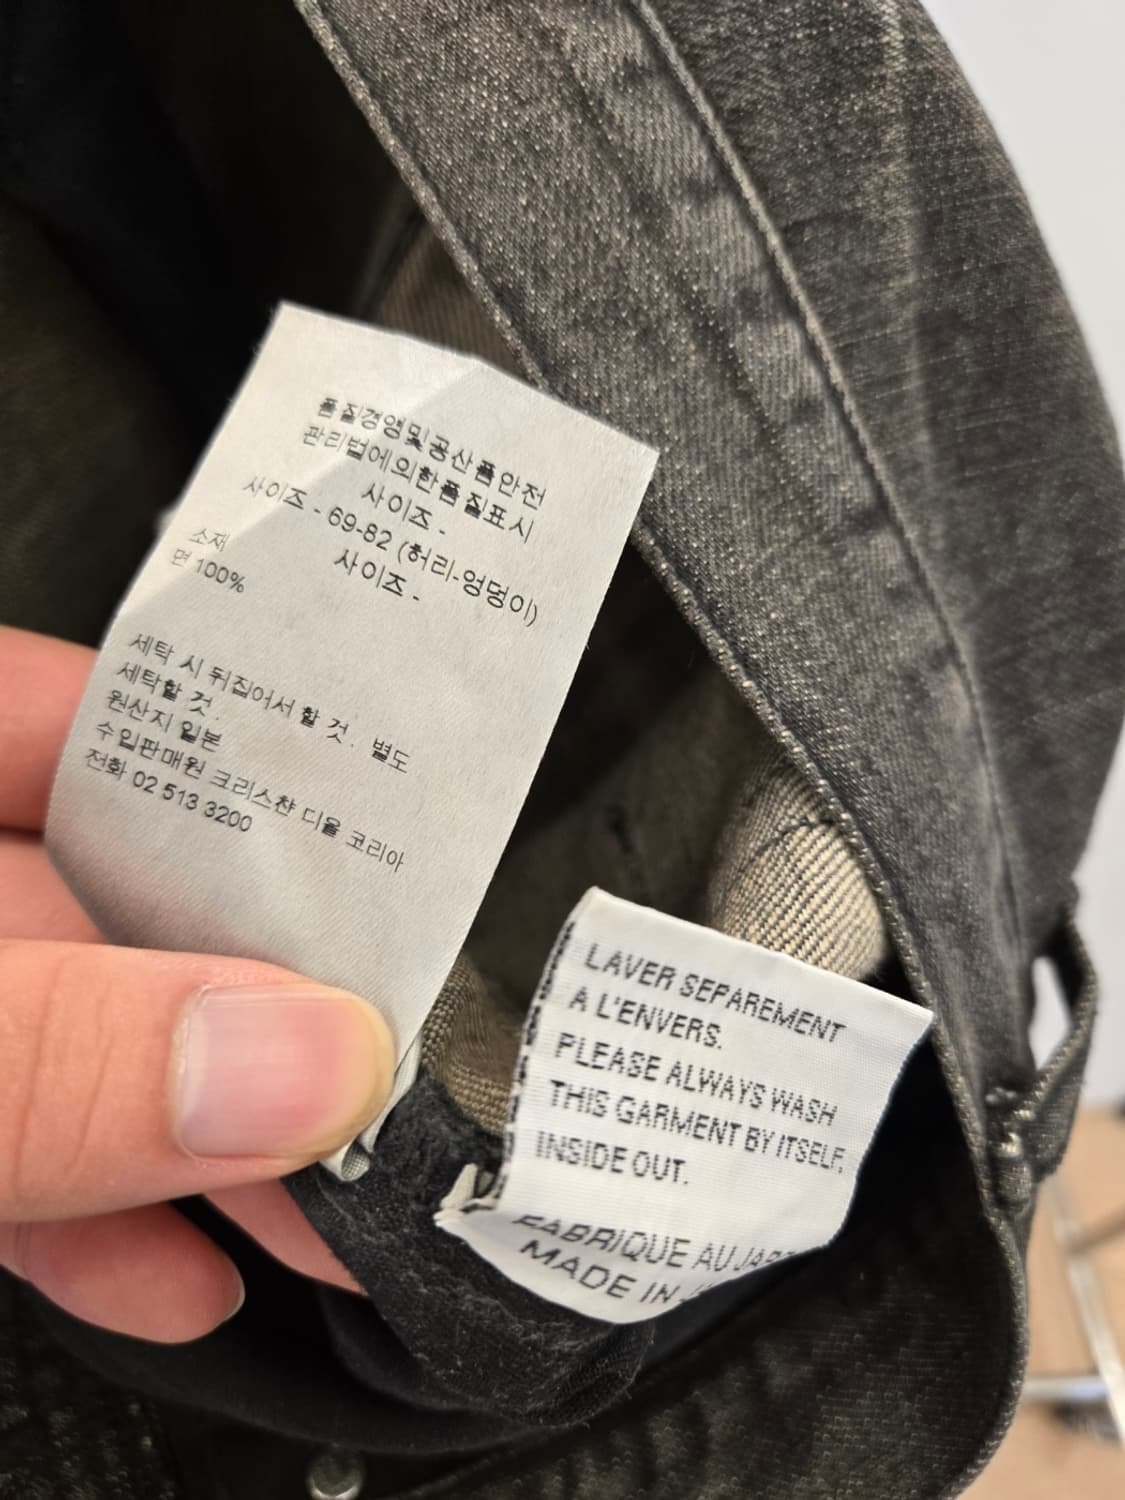 품질경영및공산품안전
관리법에의한품질표시
사이즈 -
사이즈 - 69-82 (허리-엉덩이)
사이즈 -
소재
면 100%
세탁 시 뒤집어서 할 것. 별도
세탁할 것.
원산지 일본
수입판매원 크리스챤 디올 코리아
전화 02 513 3200
LAVER SEPAREMENT
A L'ENVERS.
PLEASE ALWAYS WASH
THIS GARMENT BY ITSELF,
INSIDE OUT.
FABRIQUE AU
MADE IN